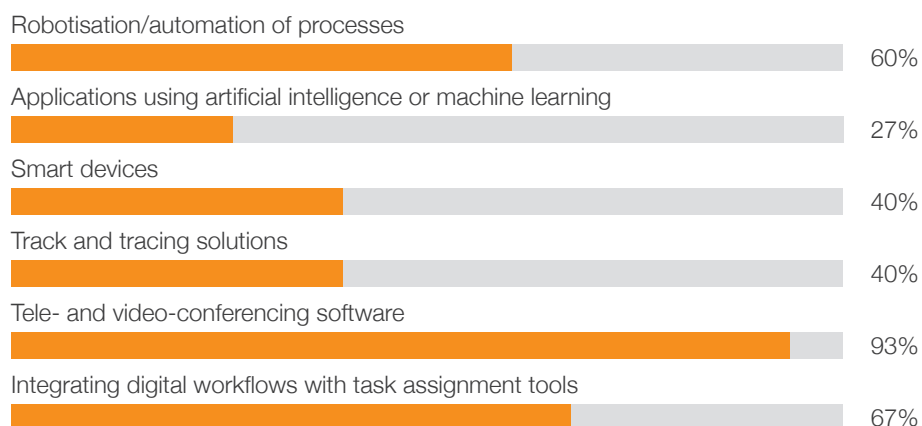 Robotisation/automation of processes
60%
Applications using artificial intelligence or machine learning
27%
Smart devices
40%
Track and tracing solutions
40%
Tele- and video-conferencing software
93%
Integrating digital workflows with task assignment tools
67%